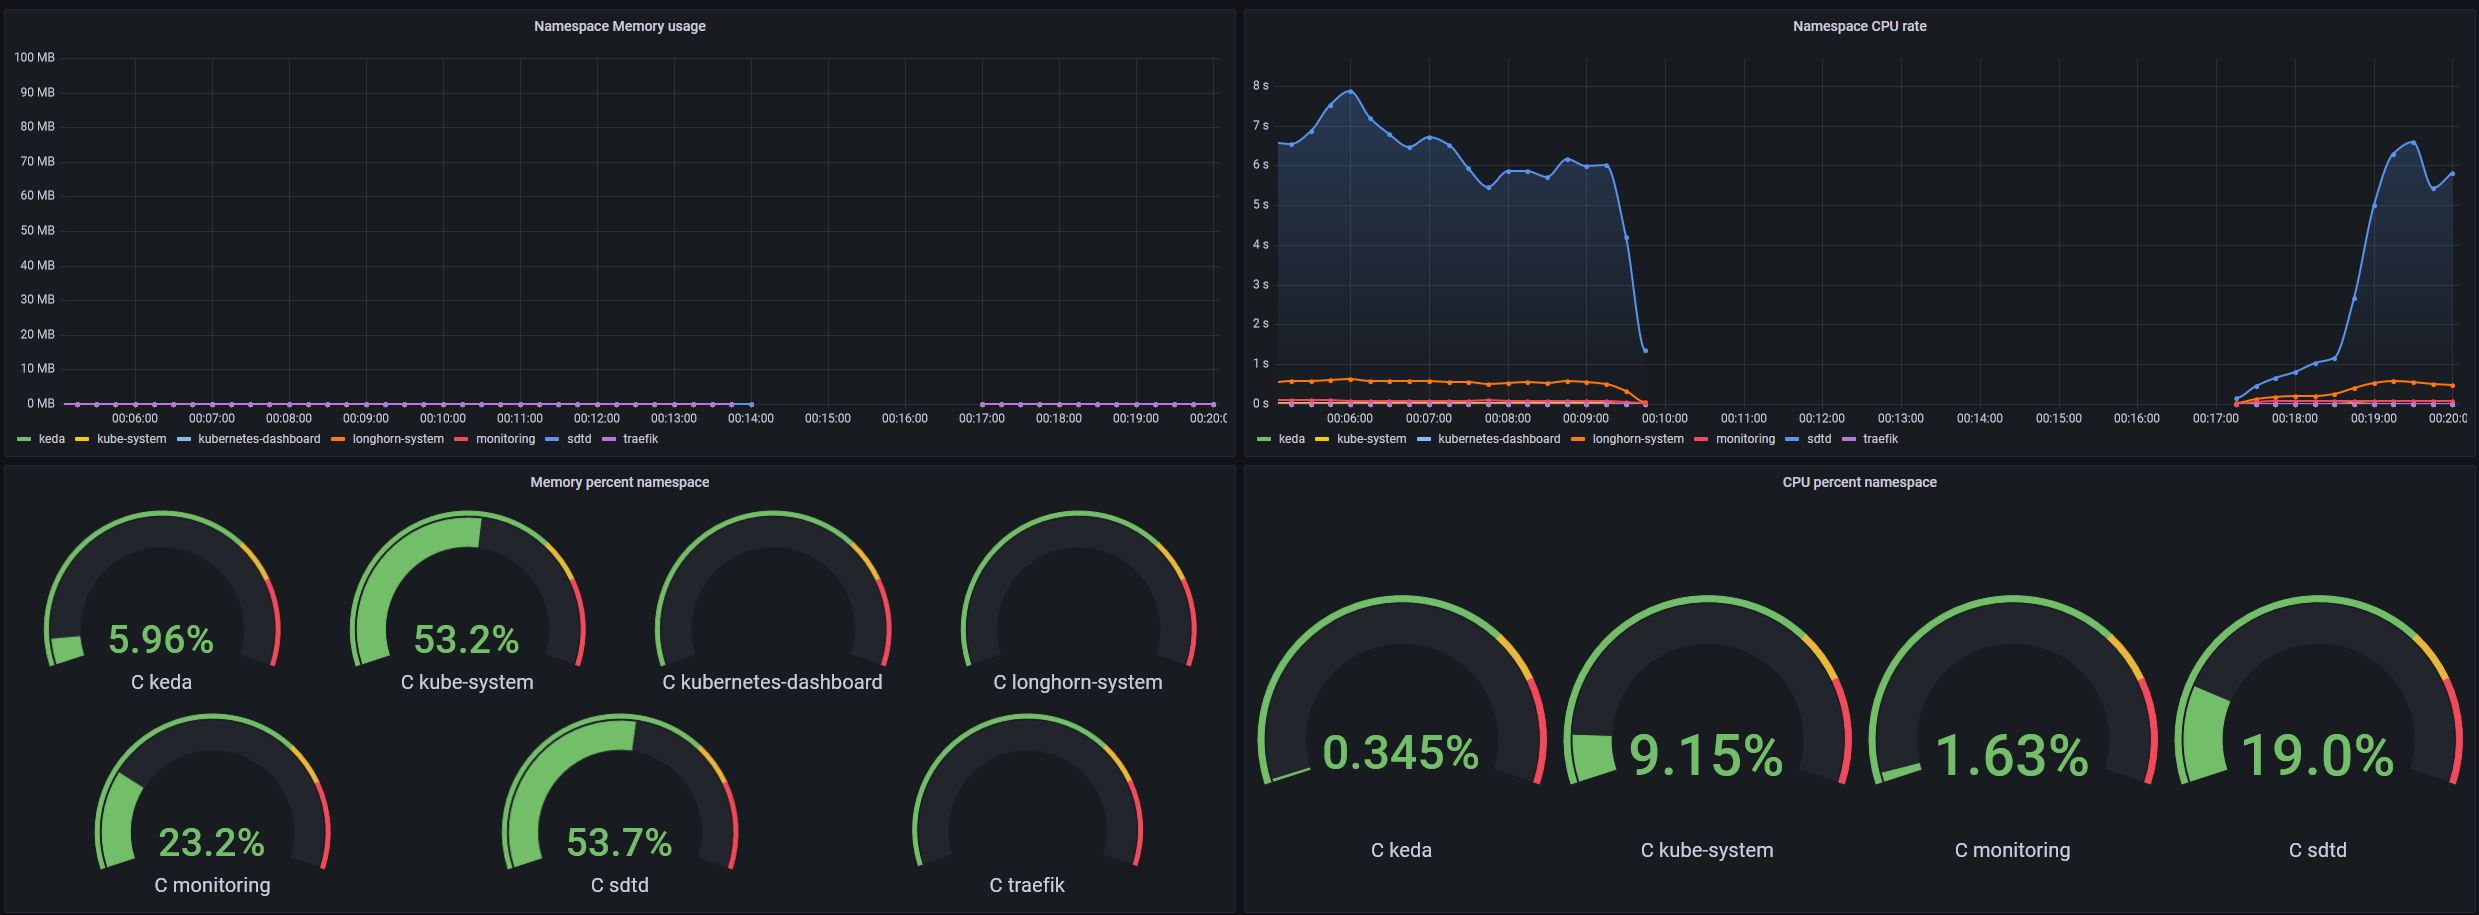 Namespace Memory usage
100 MB
90 MB
80 MB
70 MB
60 MB
50 MB
40 MB
30 MB
20 MB
10 MB
0 MB
00:06:00 00:07:00 00:08:00 00:09:00 00:10:00 00:11:00 00:12:00 00:13:00 00:14:00 00:15:00 00:16:00 00:17:00 00:18:00 00:19:00 00:20:
keda kube-system kubernetes-dashboard longhorn-system monitoring sdtd traefik
Namespace CPU rate
8 s
7 s
6 s
5 s
4 s
3 s
2 s
1 s
0 s
00:06:00 00:07:00 00:08:00 00:09:00 00:10:00 00:11:00 00:12:00 00:13:00 00:14:00 00:15:00 00:16:00 00:17:00 00:18:00 00:19:00 00:20:
keda kube-system kubernetes-dashboard longhorn-system monitoring sdtd traefik
Memory percent namespace
5.96% 53.2%
C keda C kube-system C kubernetes-dashboard C longhorn-system
23.2% 53.7%
C monitoring C sdtd C traefik
CPU percent namespace
0.345% 9.15% 1.63% 19.0%
C keda C kube-system C monitoring C sdtd